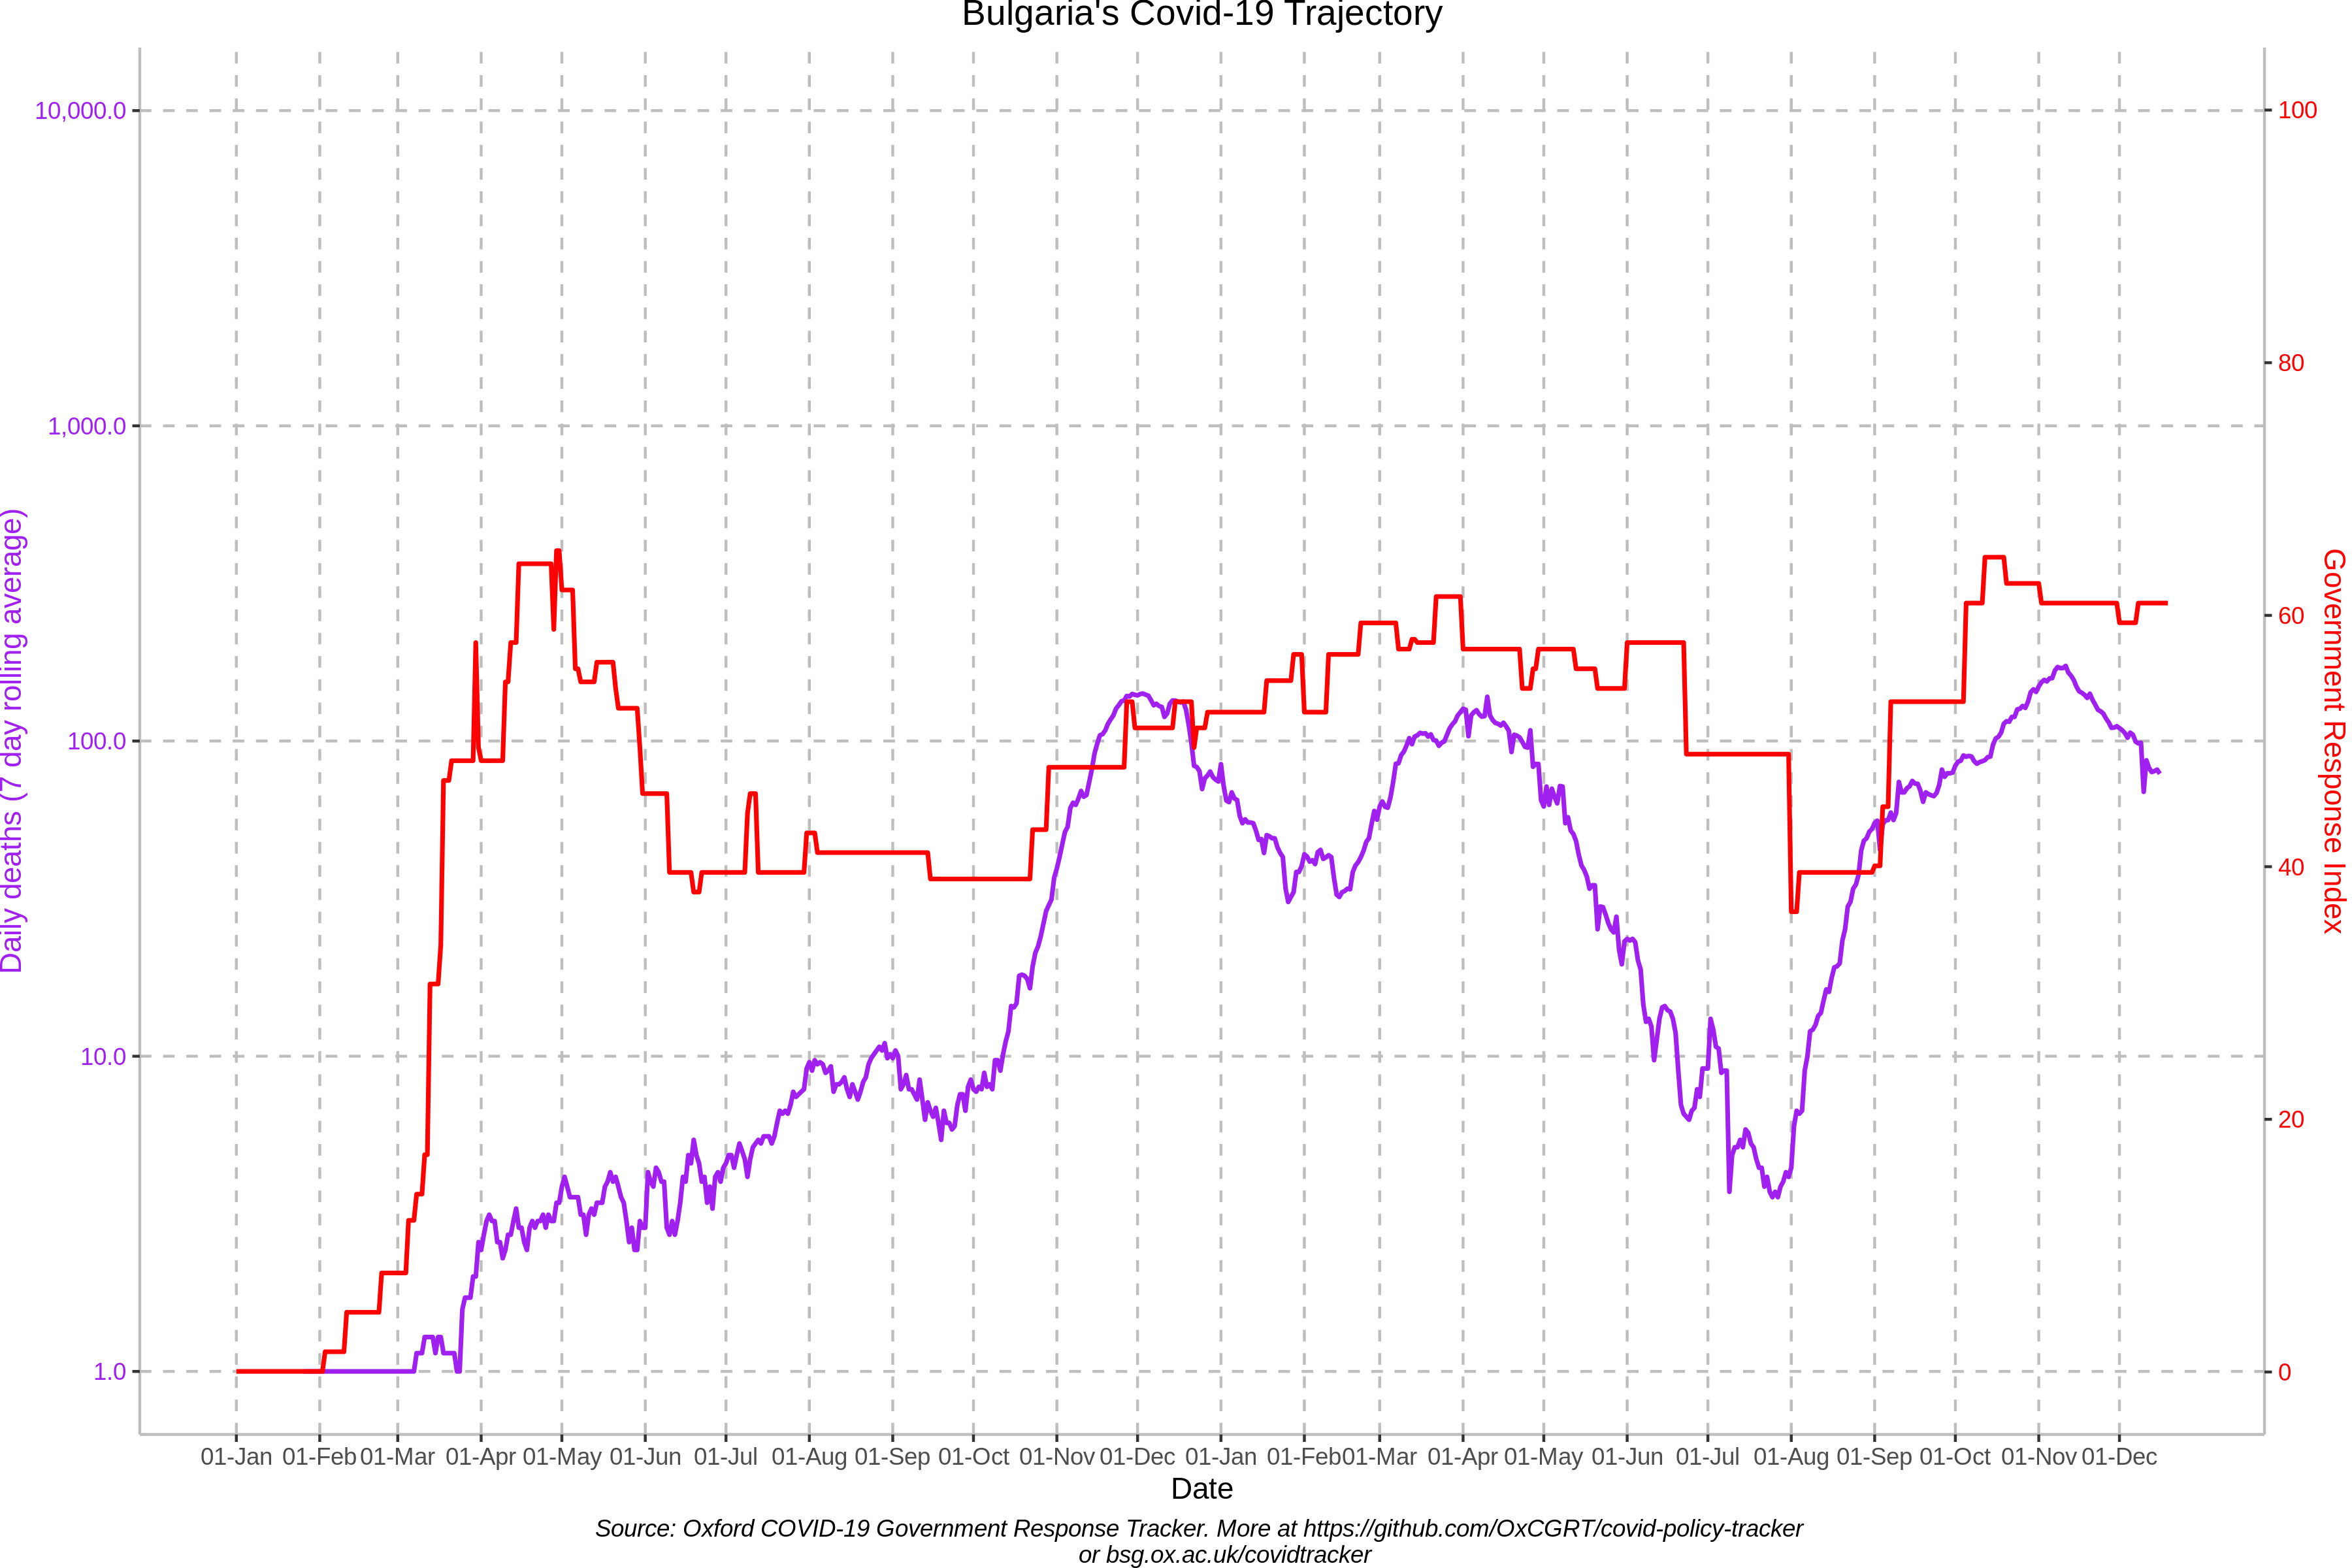 Bulgaria's Covid-19 Trajectory
10,000.0
1,000.0
100.0
10.0
1.0
Daily deaths (7 day rolling average)
100
80
60
40
20
0
Government Response Index
01-Jan 01-Feb 01-Mar 01-Apr 01-May 01-Jun 01-Jul 01-Aug 01-Sep 01-Oct 01-Nov 01-Dec 01-Jan 01-Feb 01-Mar 01-Apr 01-May 01-Jun 01-Jul 01-Aug 01-Sep 01-Oct 01-Nov 01-Dec
Date
Source: Oxford COVID-19 Government Response Tracker. More at https://github.com/OxCGRT/covid-policy-tracker
or bsg.ox.ac.uk/covidtracker